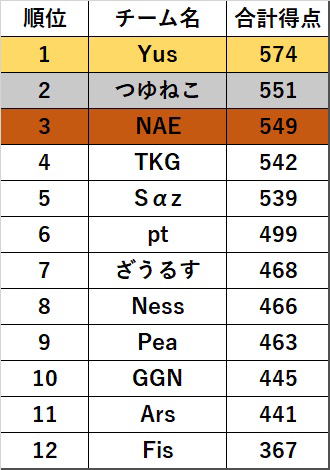 順位 チーム名 合計得点
1 Yus 574
2 つゆねこ 551
3 NAE 549
4 TKG 542
5 Sαz 539
6 pt 499
7 ざうるす 468
8 Ness 466
9 Pea 463
10 GGN 445
11 Ars 441
12 Fis 367